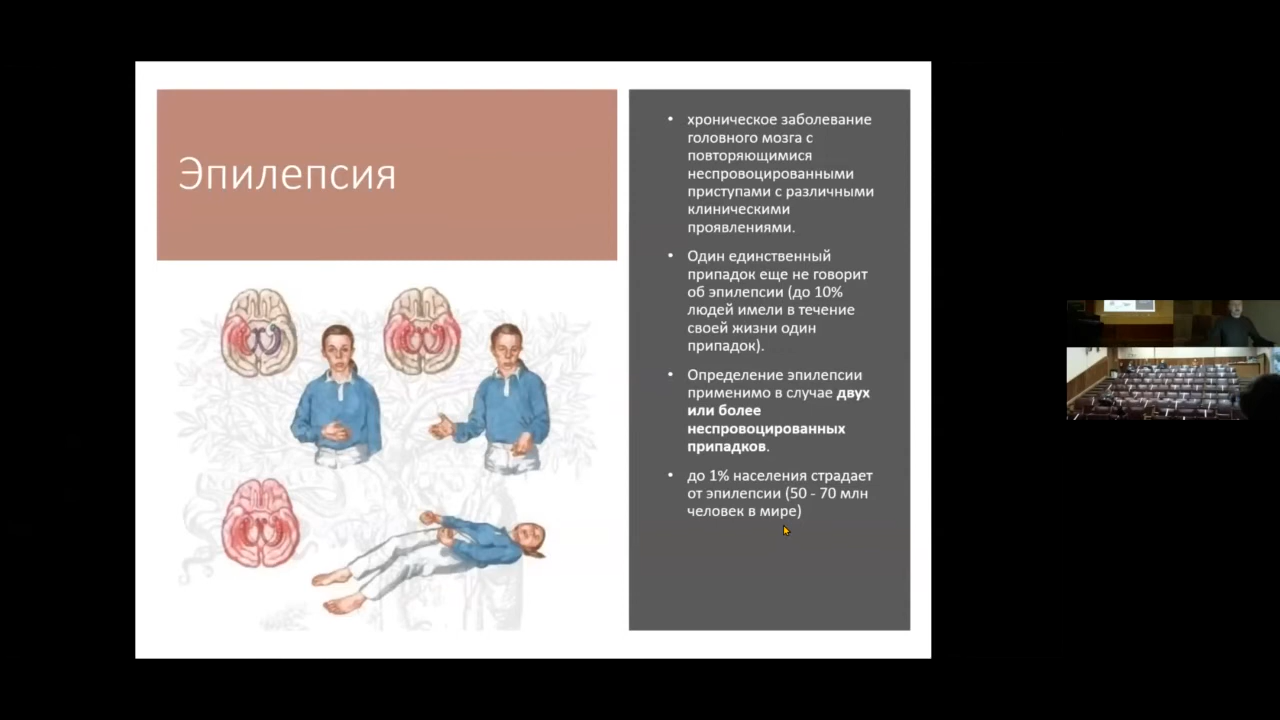 Эпилепсия
• хроническое заболевание
головного мозга с
повторяющимися
неспровоцированными
приступами с различными
клиническими
проявлениями.
• Один единственный
припадок еще не говорит
об эпилепсии (до 10%
людей имели в течение
своей жизни один
припадок).
• Определение эпилепсии
применимо в случае двух
или более
неспровоцированных
припадков.
• до 1% населения страдает
от эпилепсии (50 - 70 млн
человек в мире)